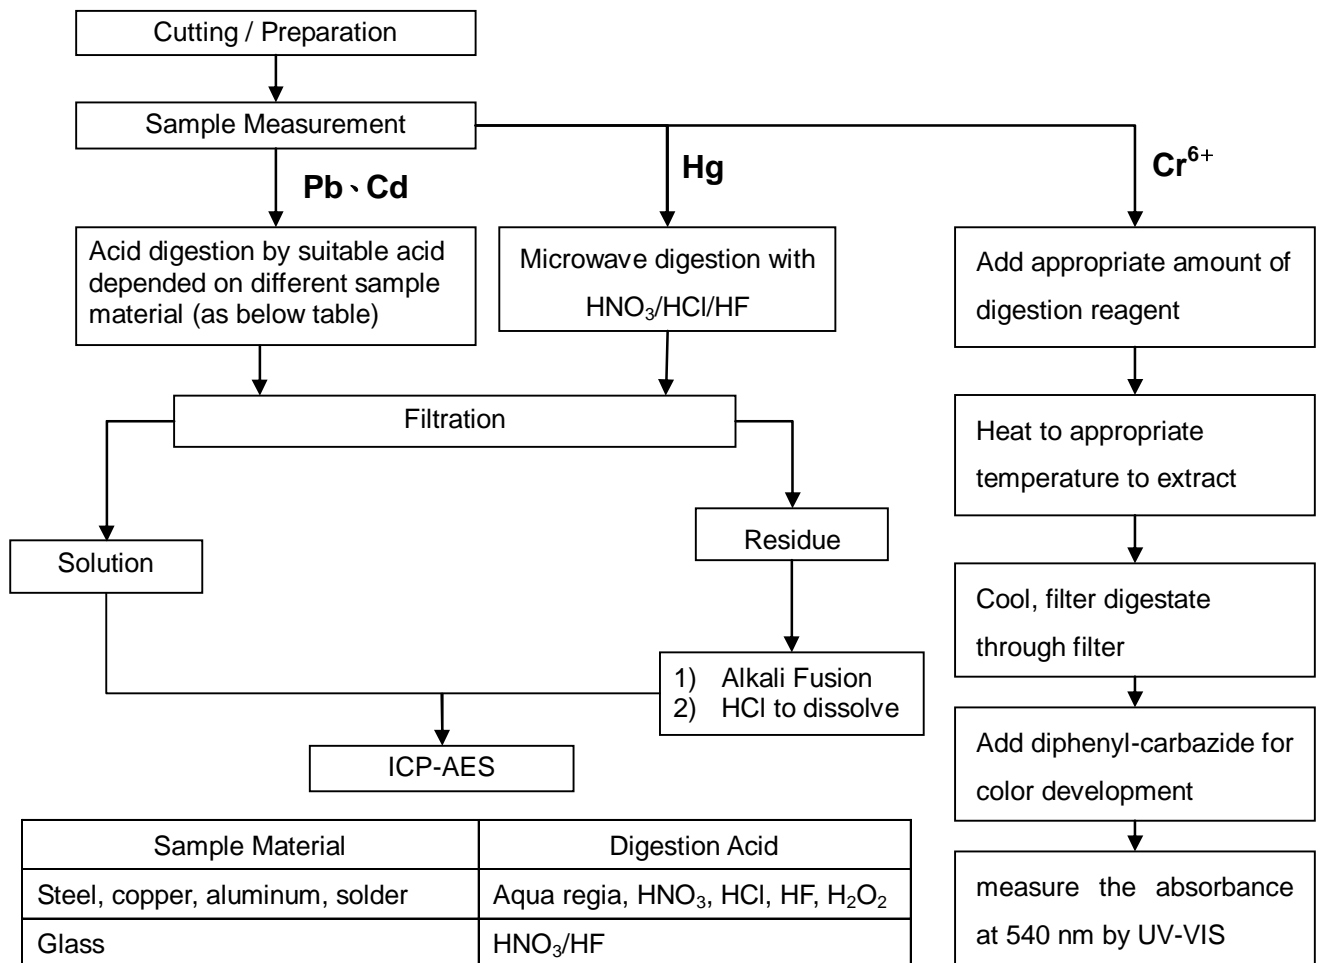 Cutting / Preparation
Sample Measurement
Pb、Cd
Hg
Cr⁶⁺
Acid digestion by suitable acid
depended on different sample
material (as below table)
Microwave digestion with
HNO₃/HCl/HF
Add appropriate amount of
digestion reagent
Filtration
Heat to appropriate
temperature to extract
Solution
Residue
Cool, filter digestate
through filter
1) Alkali Fusion
2) HCl to dissolve
ICP-AES
Add diphenyl-carbazide for
color development
measure the absorbance
at 540 nm by UV-VIS
Sample Material Digestion Acid
Steel, copper, aluminum, solder Aqua regia, HNO₃, HCl, HF, H₂O₂
Glass HNO₃/HF